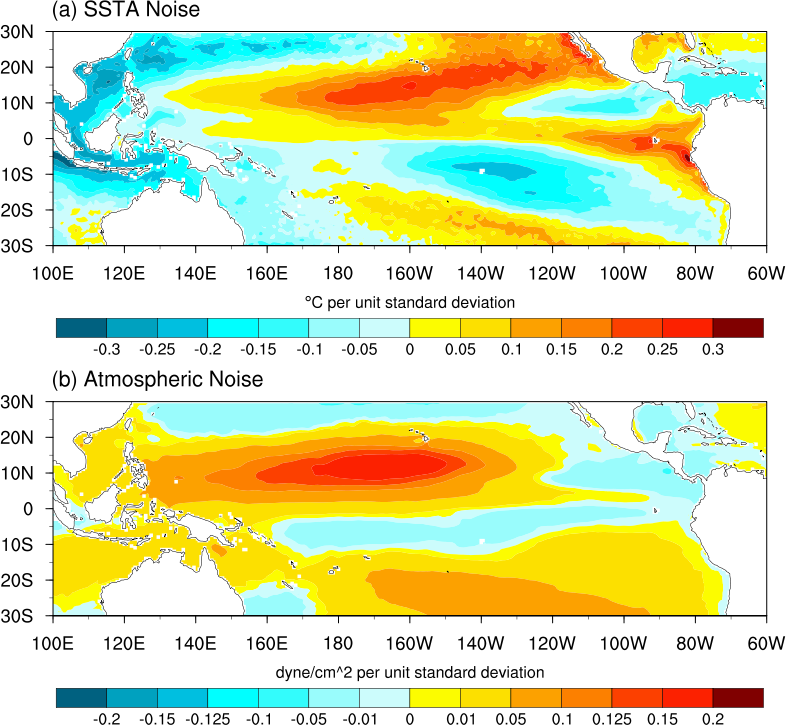 (a) SSTA Noise
30N
20N
10N
0
10S
20S
30S
100E 120E 140E 160E 180 160W 140W 120W 100W 80W 60W
°C per unit standard deviation
-0.3 -0.25 -0.2 -0.15 -0.1 -0.05 0 0.05 0.1 0.15 0.2 0.25 0.3
(b) Atmospheric Noise
30N
20N
10N
0
10S
20S
30S
100E 120E 140E 160E 180 160W 140W 120W 100W 80W 60W
dyne/cm^2 per unit standard deviation
-0.2 -0.15 -0.125 -0.1 -0.05 -0.01 0 0.01 0.05 0.1 0.125 0.15 0.2